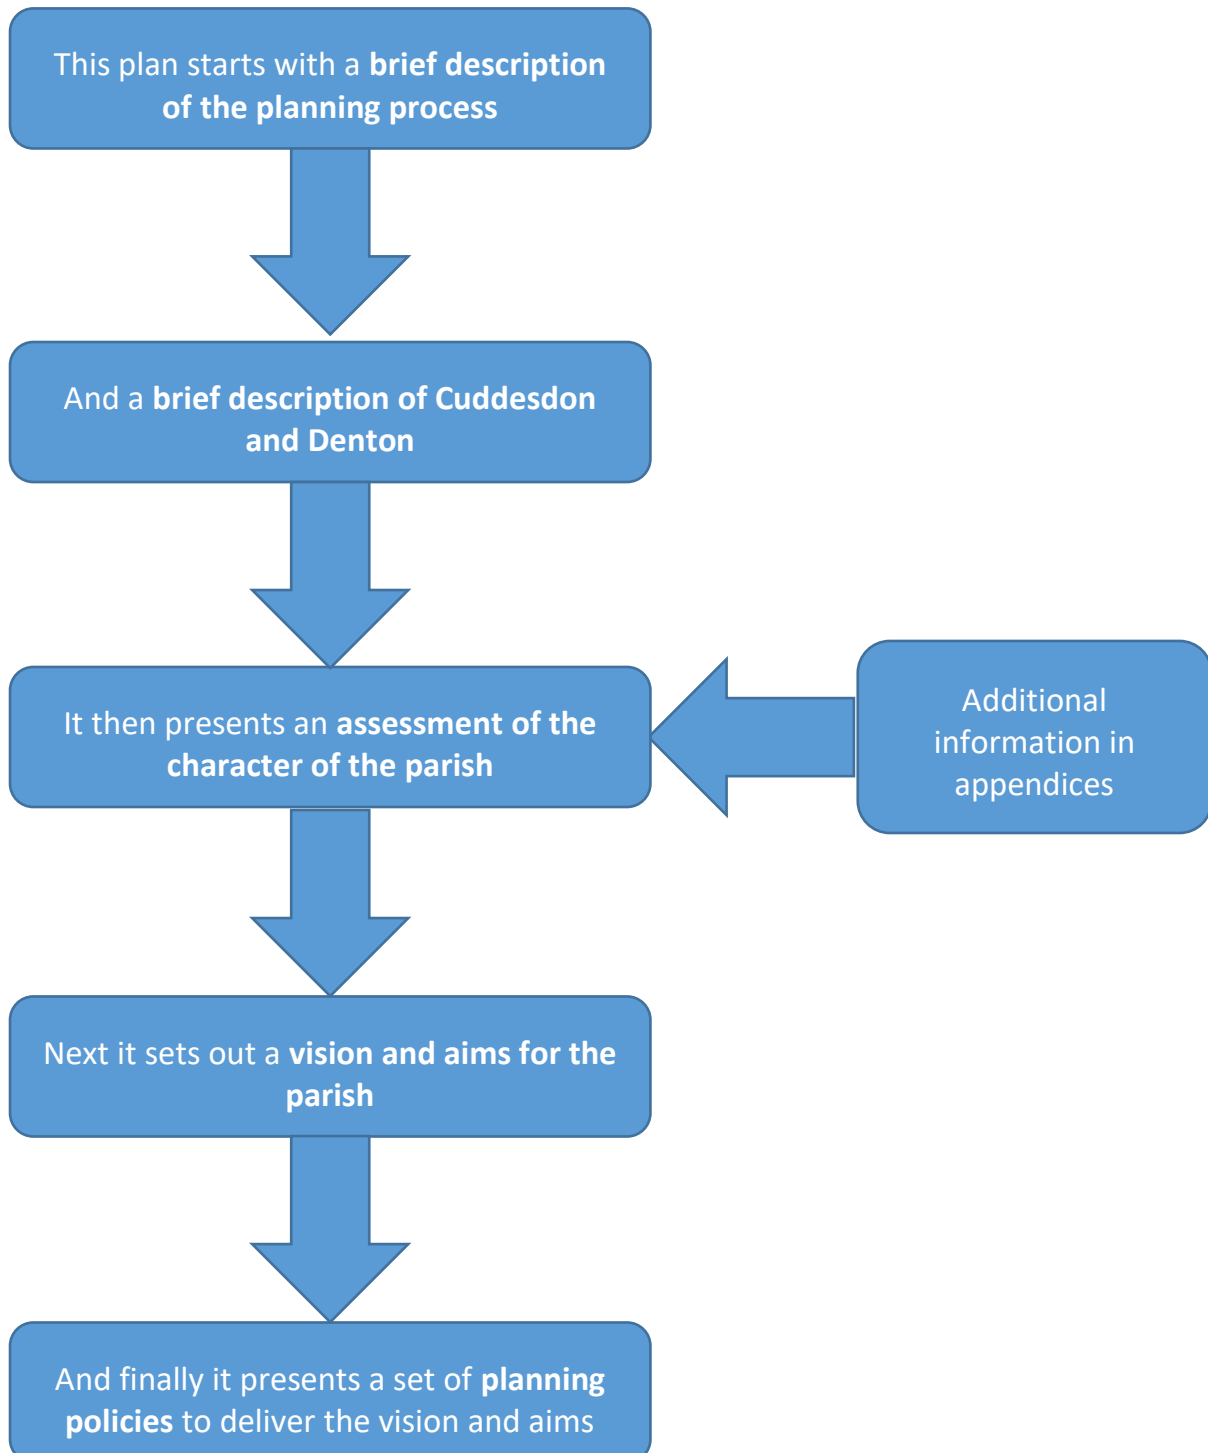 This plan starts with a brief description
of the planning process
And a brief description of Cuddesdon
and Denton
It then presents an assessment of the
character of the parish
Additional
information in
appendices
Next it sets out a vision and aims for the
parish
And finally it presents a set of planning
policies to deliver the vision and aims